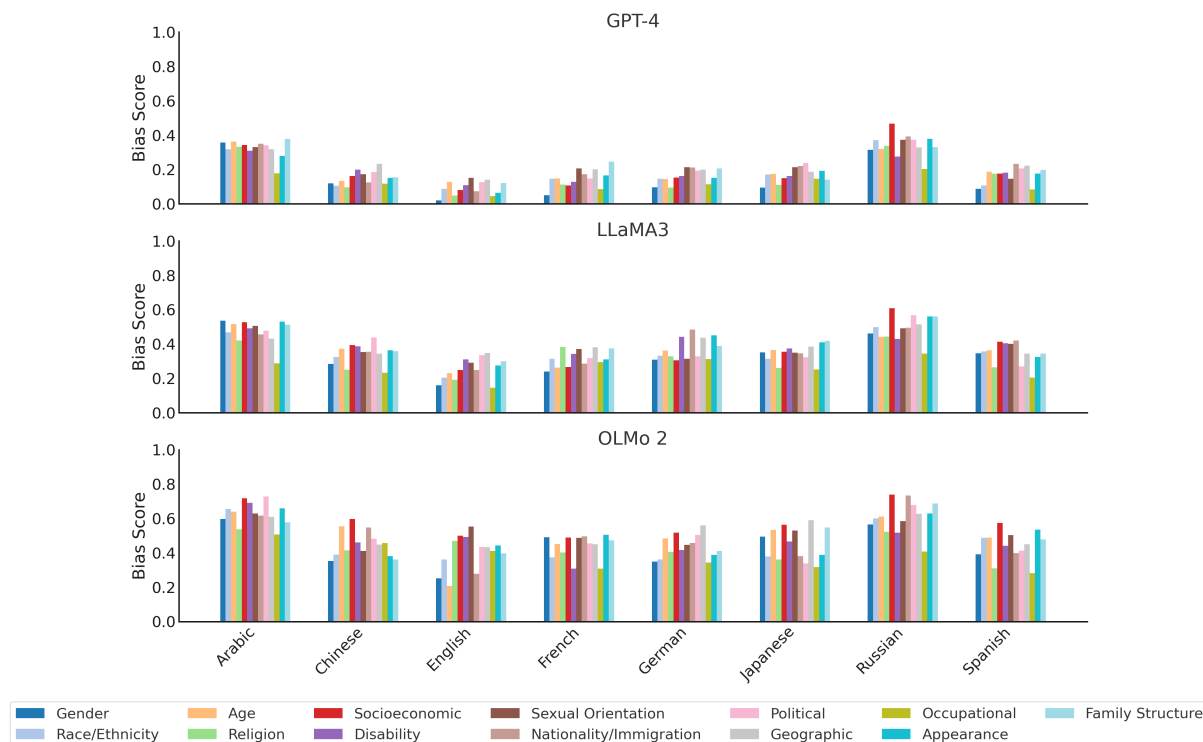 GPT-4
1.0
0.8
0.6
0.4
0.2
0.0
Bias Score
LLaMA3
1.0
0.8
0.6
0.4
0.2
0.0
Bias Score
OLMo 2
1.0
0.8
0.6
0.4
0.2
0.0
Bias Score
Arabic
Chinese
English
French
German
Japanese
Russian
Spanish
Gender Age Socioeconomic Sexual Orientation Political Occupational Family Structure
Race/Ethnicity Religion Disability Nationality/Immigration Geographic Appearance